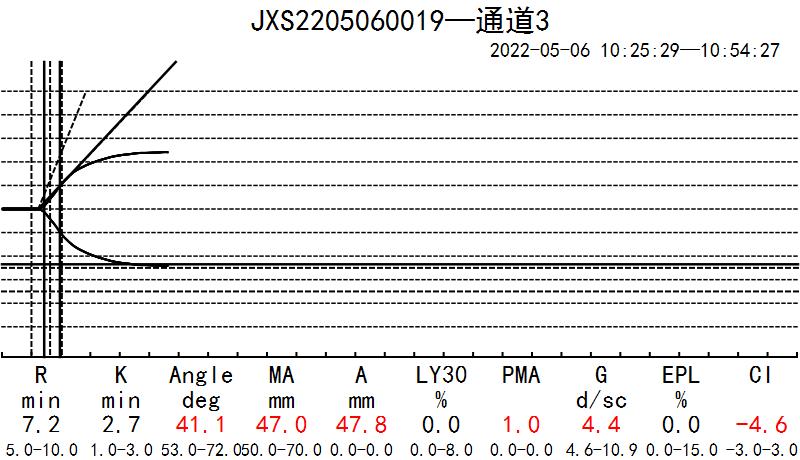 JXS2205060019—通道3
2022-05-06 10:25:29—10:54:27
R K Angle MA A LY30 PMA G EPL CI
min min deg mm mm % d/sc %
7.2 2.7 41.1 47.0 47.8 0.0 1.0 4.4 0.0 -4.6
5.0-10.0 1.0-3.0 53.0-72.0 50.0-70.0 0.0-0.0 0.0-8.0 0.0-0.0 4.6-10.9 0.0-15.0 -3.0-3.0